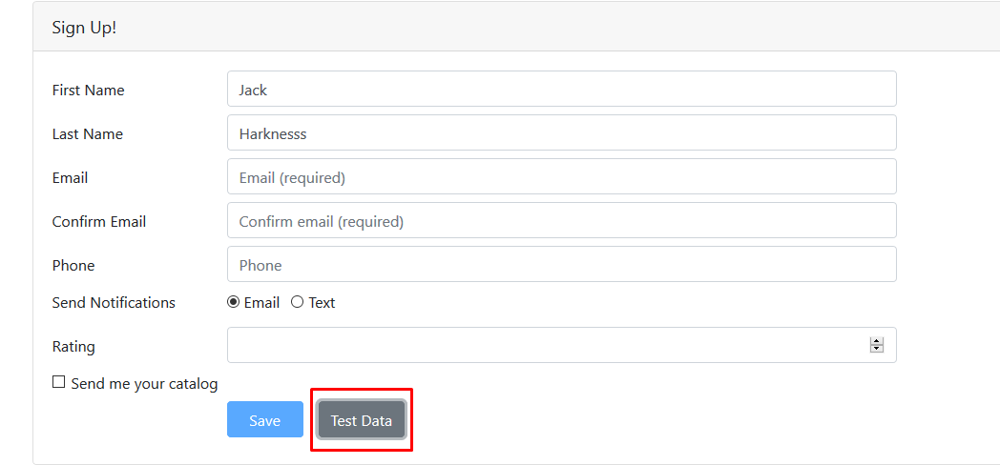 Sign Up!
First Name Jack
Last Name Harknesss
Email Email (required)
Confirm Email Confirm email (required)
Phone Phone
Send Notifications Email Text
Rating
Send me your catalog
Save Test Data